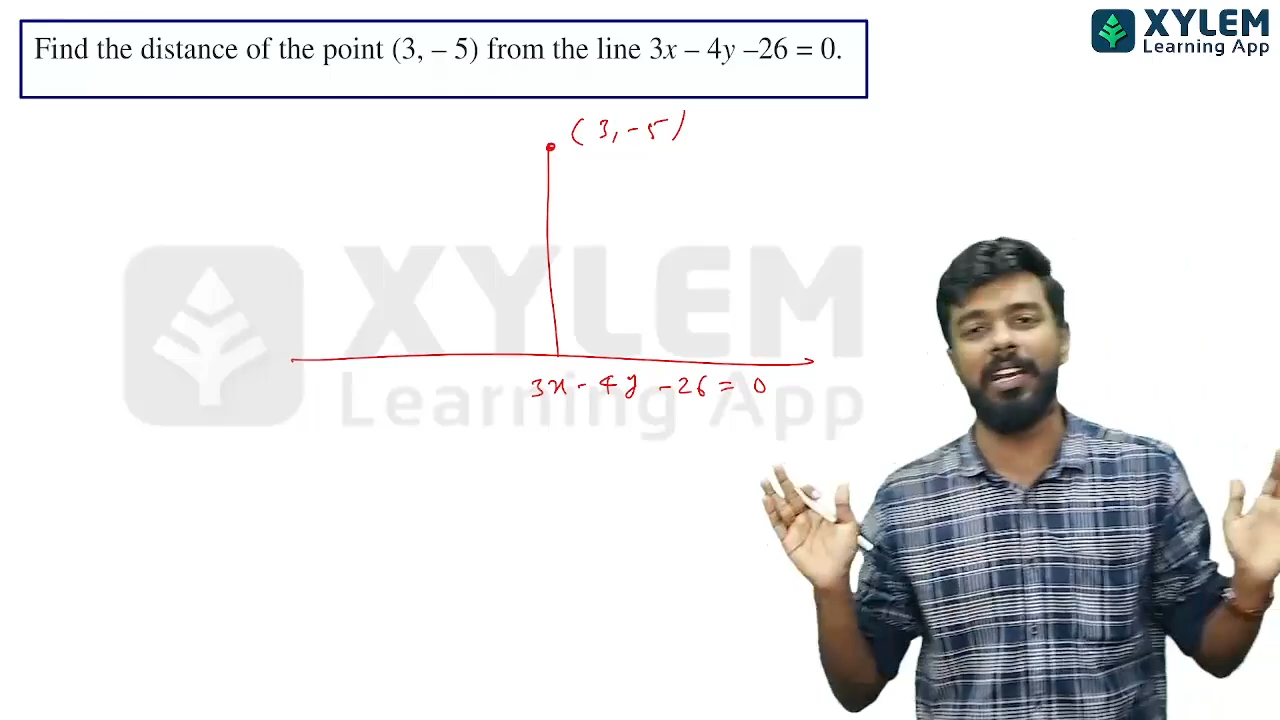 Find the distance of the point (3, – 5) from the line 3x – 4y –26 = 0.
XYLEM
Learning App
(3, -5)
XYLEM
Learning App
3x - 4y - 26 = 0